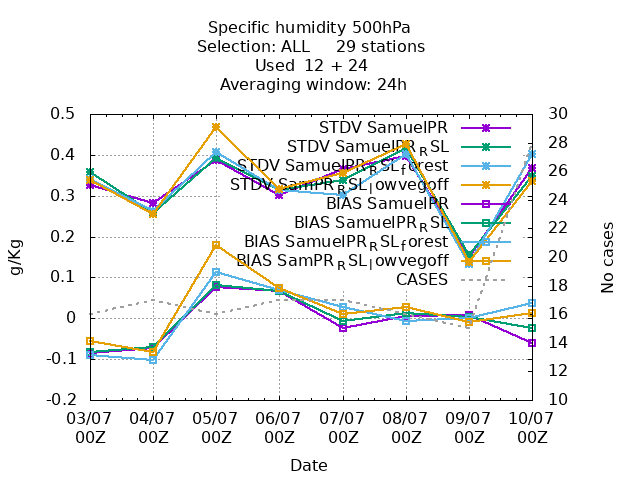 Specific humidity 500hPa
Selection: ALL 29 stations
Used 12 + 24
Averaging window: 24h
0.5
0.4
0.3
0.2
0.1
0
-0.1
-0.2
g/Kg
30
28
26
24
22
20
18
16
14
12
10
No cases
STDV SamuelPR
STDV SamuelPR_RSL
STDV SamuelPR_RSL_forest
STDV SamPR_RSL_lowvegoff
BIAS SamuelPR
BIAS SamuelPR_RSL
BIAS SamuelPR_RSL_forest
BIAS SamPR_RSL_lowvegoff
CASES
03/07 04/07 05/07 06/07 07/07 08/07 09/07 10/07
00Z 00Z 00Z 00Z 00Z 00Z 00Z 00Z
Date